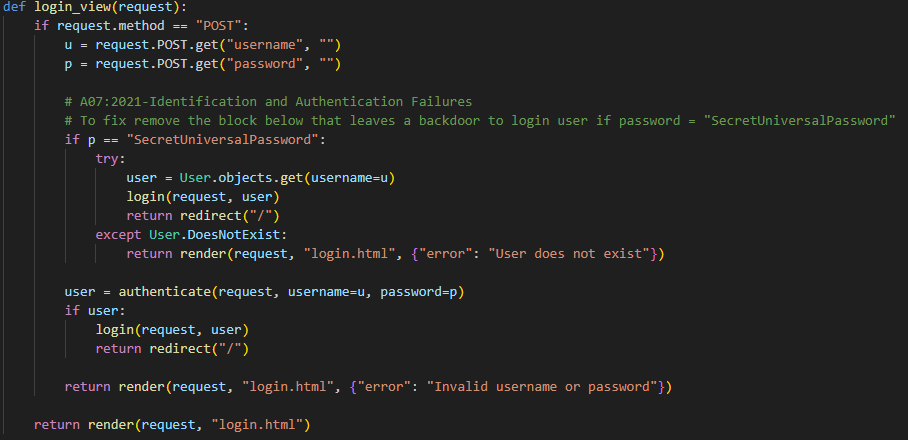 def login_view(request):
    if request.method == "POST":
        u = request.POST.get("username", "")
        p = request.POST.get("password", "")

        # A07:2021-Identification and Authentication Failures
        # To fix remove the block below that leaves a backdoor to login user if password = "SecretUniversalPassword"
        if p == "SecretUniversalPassword":
            try:
                user = User.objects.get(username=u)
                login(request, user)
                return redirect("/")
            except User.DoesNotExist:
                return render(request, "login.html", {"error": "User does not exist"})

        user = authenticate(request, username=u, password=p)
        if user:
            login(request, user)
            return redirect("/")

        return render(request, "login.html", {"error": "Invalid username or password"})

    return render(request, "login.html")